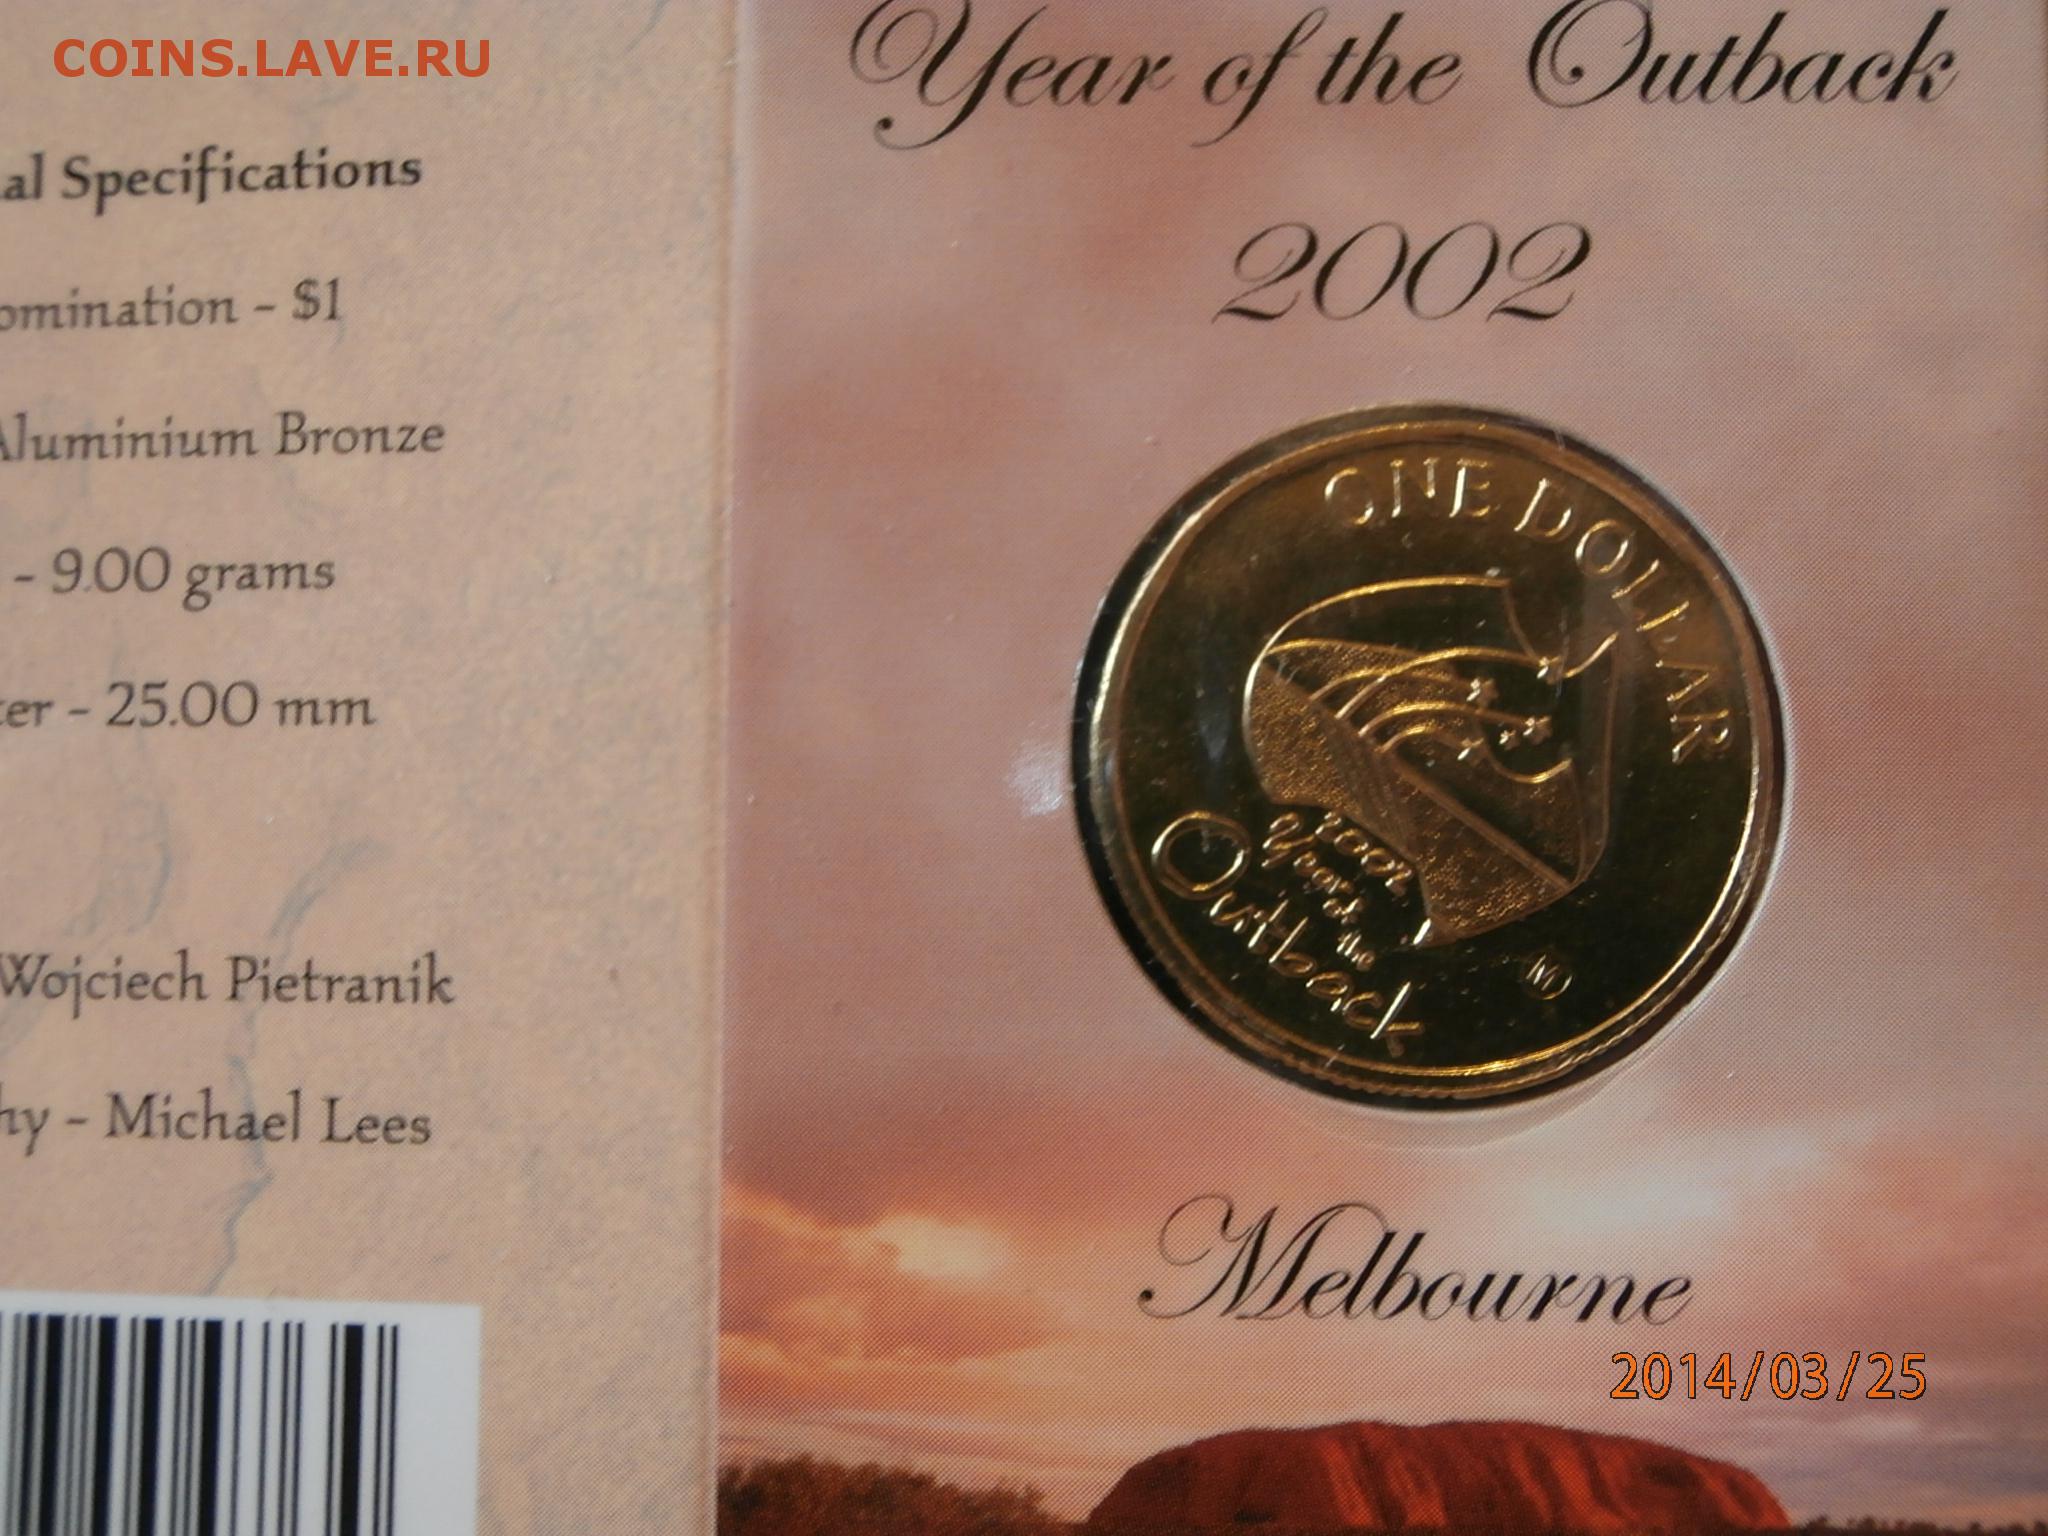 COINS.LAVE.RU
al Specifications
omination - $1
Aluminium Bronze
- 9.00 grams
ter - 25.00 mm
Wojciech Pietranik
hy - Michael Lees
Year of the Outback
2002
ONE DOLLAR
2002
Year of the
Outback
M
Melbourne
2014/03/25